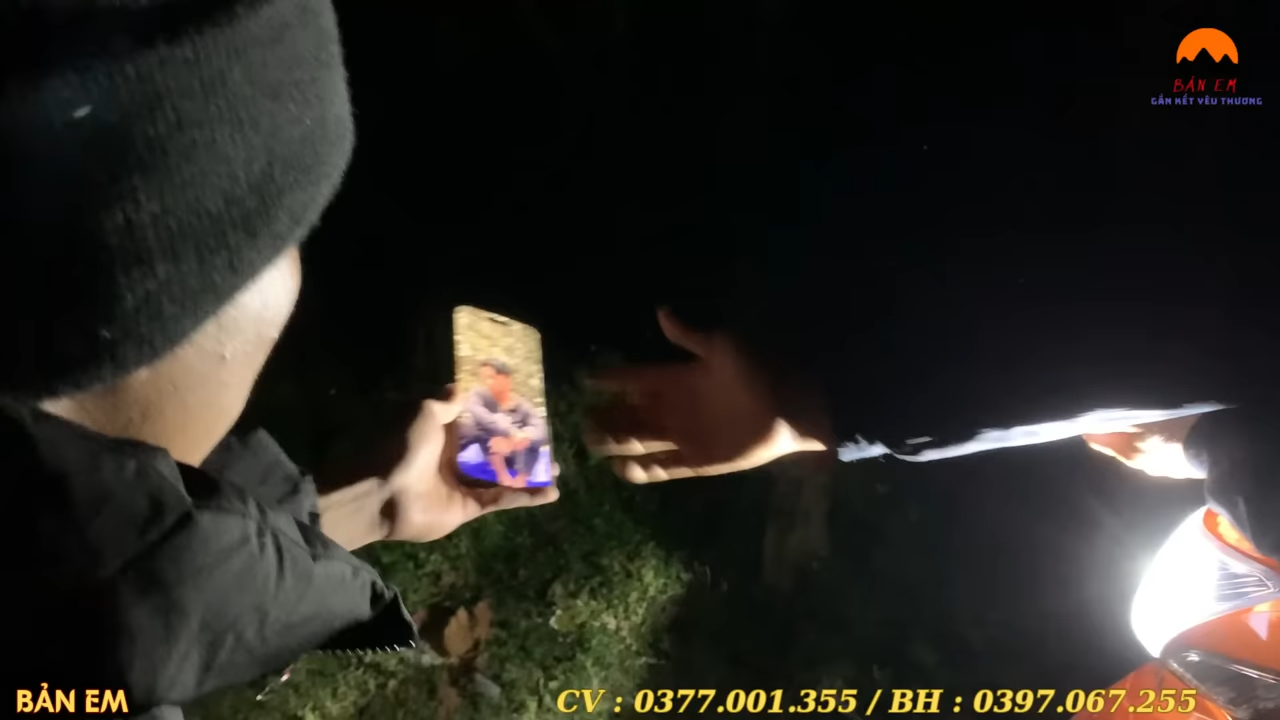 BẢN EM
GẮN KẾT YÊU THƯƠNG
BẢN EM
CV : 0377.001.355 / BH : 0397.067.255